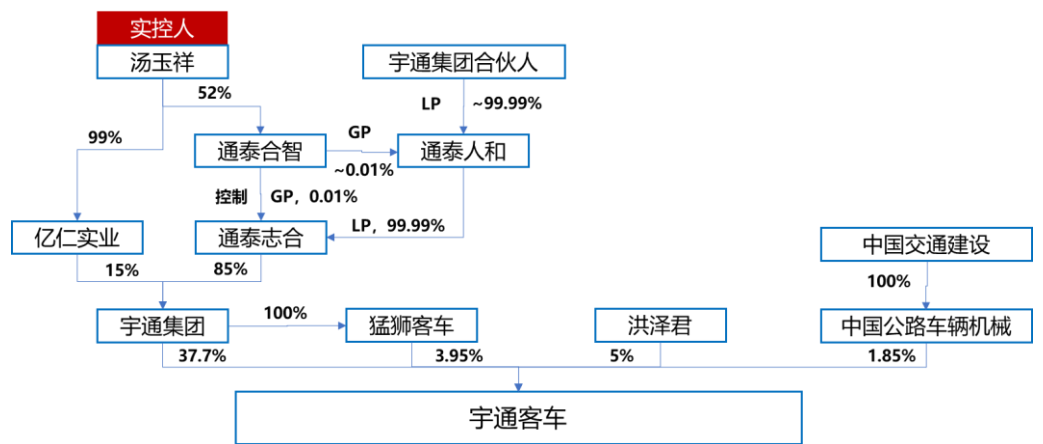 实控人
汤玉祥
宇通集团合伙人
52%
LP
~99.99%
99%
GP
通泰合智
通泰人和
~0.01%
控制
GP，0.01%
LP，99.99%
亿仁实业
通泰志合
中国交通建设
15%
85%
100%
100%
宇通集团
猛狮客车
洪泽君
中国公路车辆机械
37.7%
3.95%
5%
1.85%
宇通客车